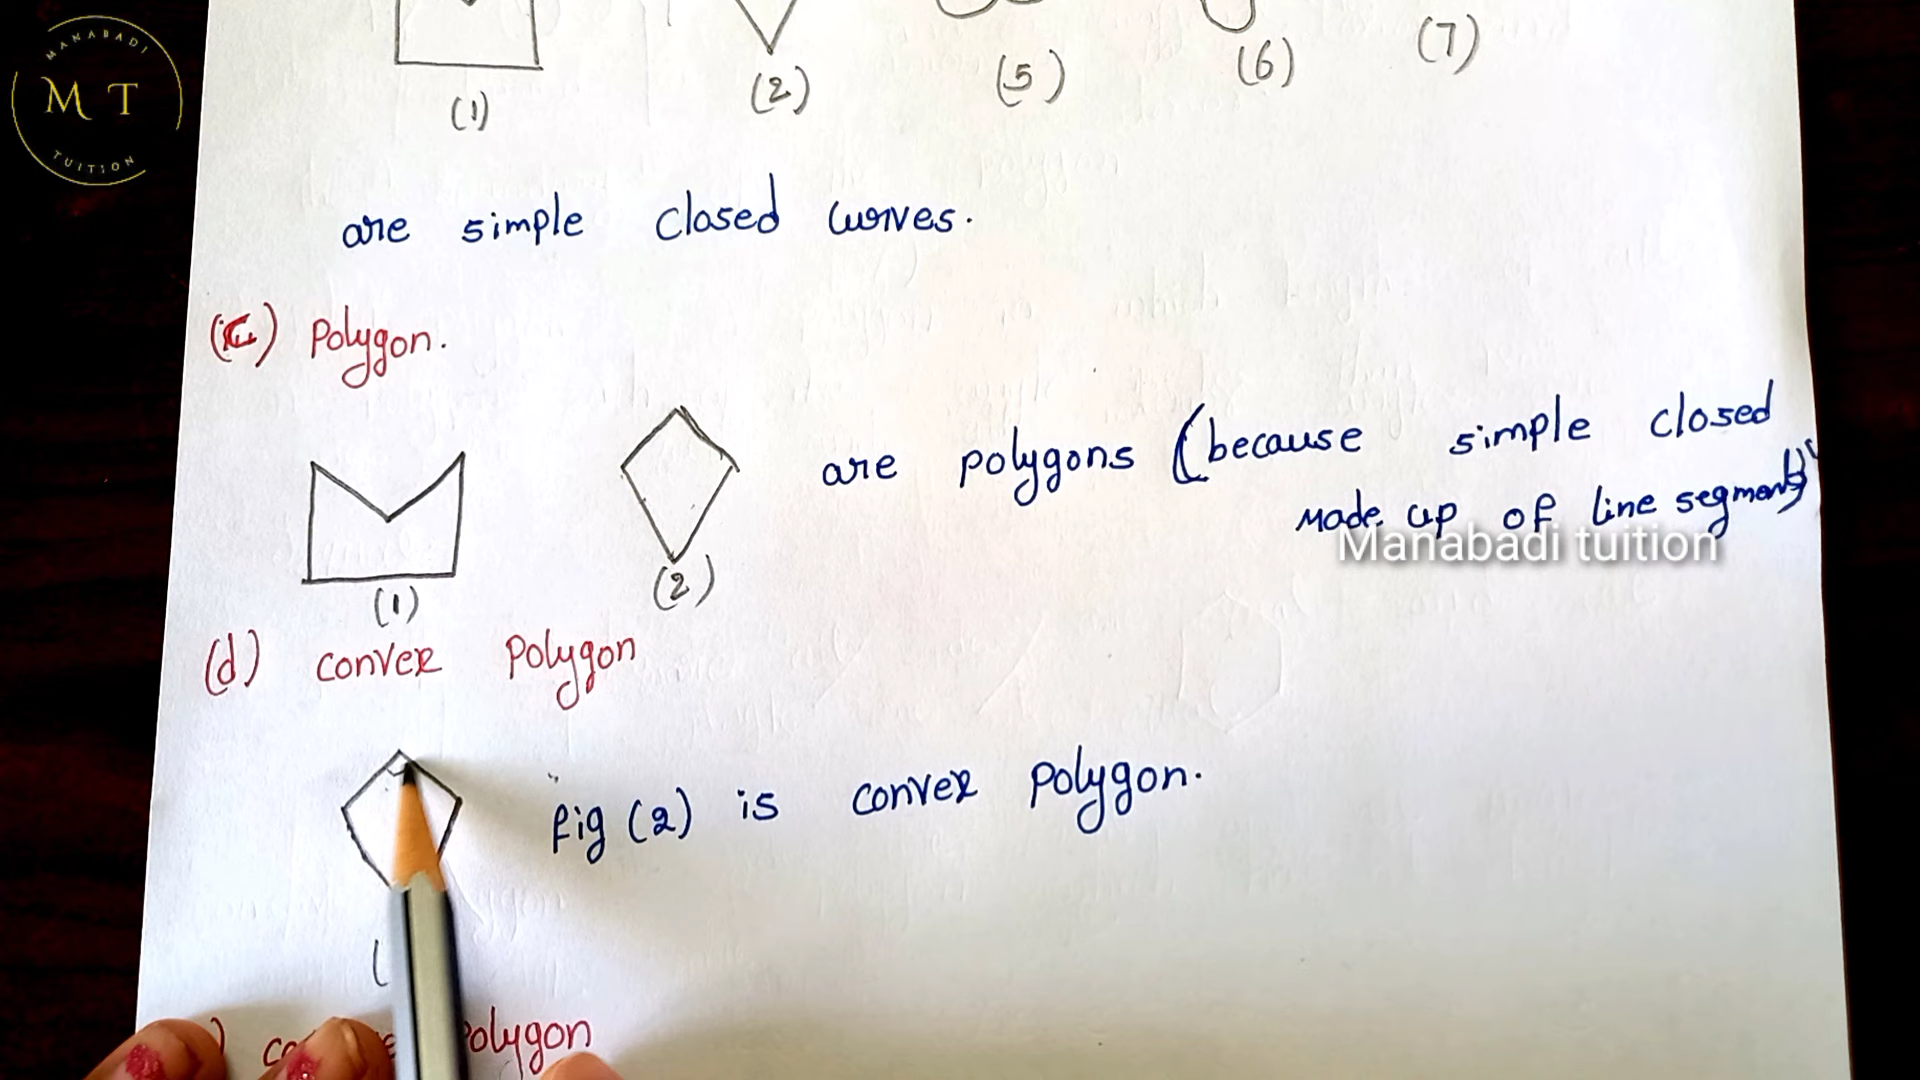 MANABADI
M T
TUITION
(1) (2) (5) (6) (7)
are simple closed curves.
(c) Polygon.
are polygons (because simple closed
made up of line segments)
Manabadi tuition
(1) (2)
(d) convex Polygon
fig (2) is convex Polygon.
Polygon